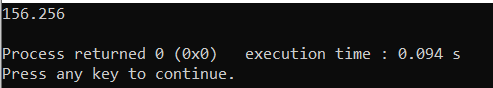 156.256
Process returned 0 (0x0)   execution time : 0.094 s
Press any key to continue.